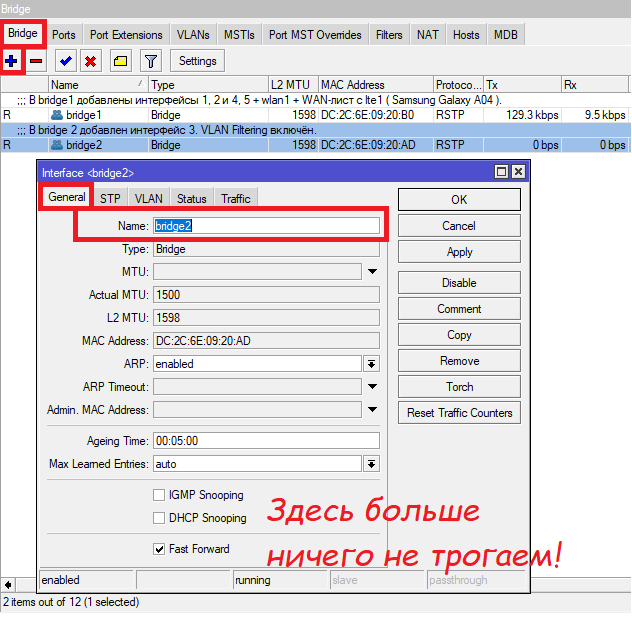 Bridge
Bridge Ports Port Extensions VLANs MSTIs Port MST Overrides Filters NAT Hosts MDB
Settings
Name / Type L2 MTU MAC Address Protoco... Tx Rx
;;; В bridge1 добавлены интерфейсы 1, 2 и 4, 5 + wlan1 + WAN-лист с lte1 ( Samsung Galaxy A04 ).
R bridge1 Bridge 1598 DC:2C:6E:09:20:B0 RSTP 129.3 kbps 9.5 kbps
;;; В bridge 2 добавлен интерфейс 3. VLAN Filtering включён.
R bridge2 Bridge 1598 DC:2C:6E:09:20:AD RSTP 0 bps 0 bps
Interface <bridge2>
General STP VLAN Status Traffic
OK
Name: bridge2
Cancel
Type: Bridge
Apply
MTU:
Disable
Actual MTU: 1500
Comment
L2 MTU: 1598
Copy
MAC Address: DC:2C:6E:09:20:AD
Remove
ARP: enabled
Torch
ARP Timeout:
Reset Traffic Counters
Admin. MAC Address:
Ageing Time: 00:05:00
Max Learned Entries: auto
IGMP Snooping
DHCP Snooping
Fast Forward
Здесь больше
ничего не трогаем!
enabled running slave passthrough
2 items out of 12 (1 selected)